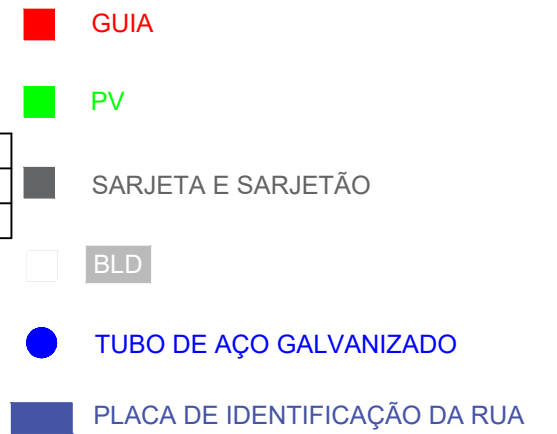 GUIA
PV
SARJETA E SARJETÃO
BLD
TUBO DE AÇO GALVANIZADO
PLACA DE IDENTIFICAÇÃO DA RUA